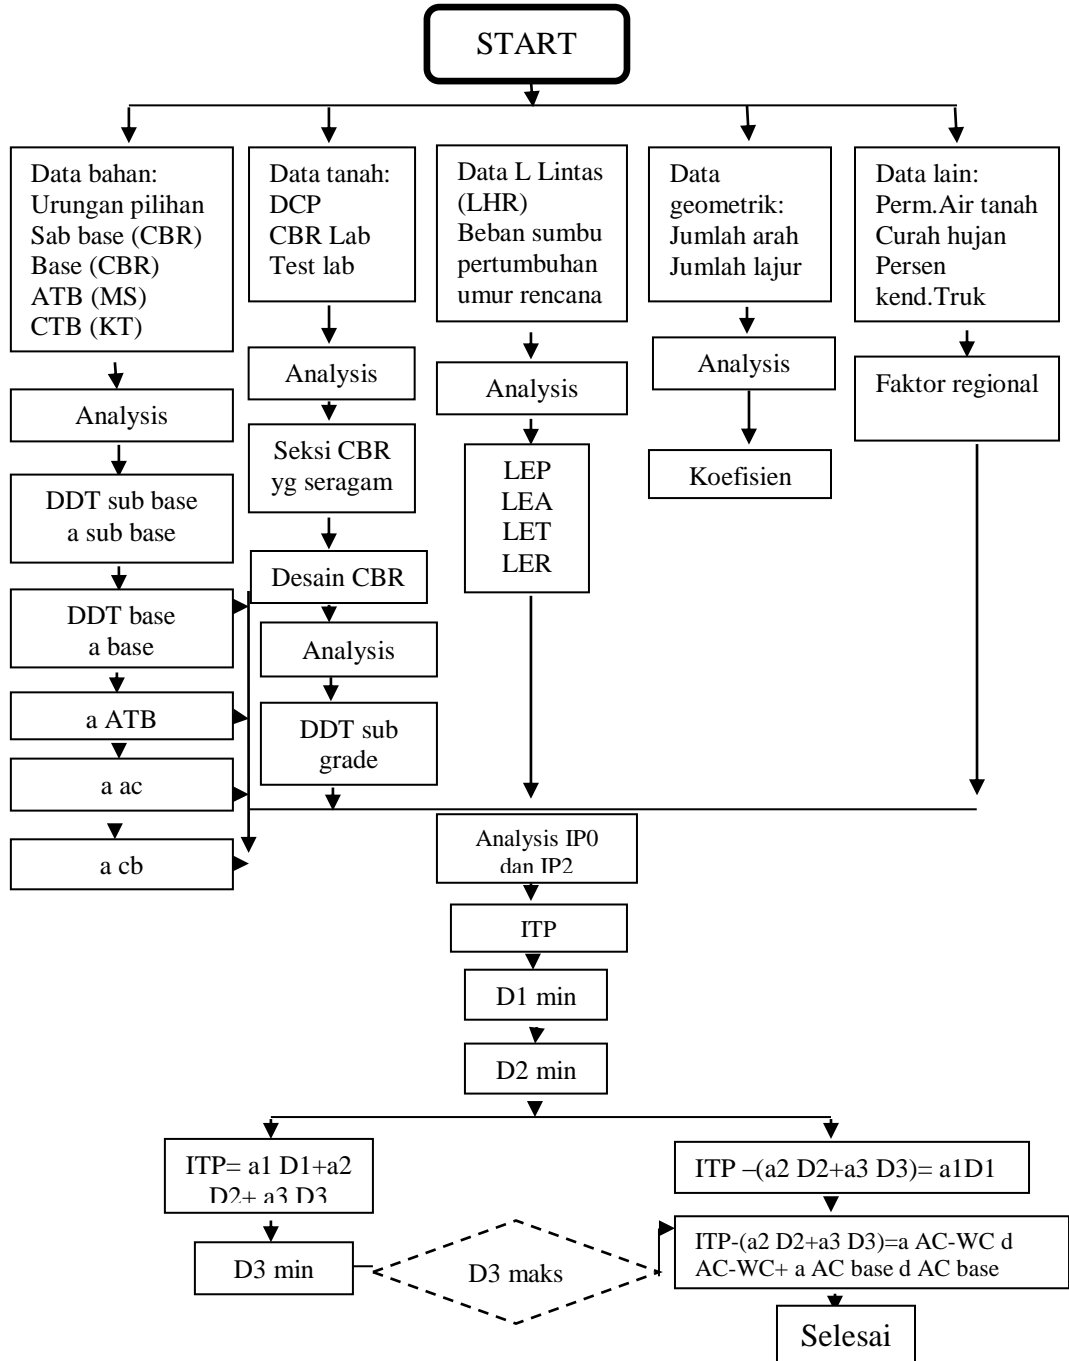 START
Data bahan:
Urungan pilihan
Sab base (CBR)
Base (CBR)
ATB (MS)
CTB (KT)
Data tanah:
DCP
CBR Lab
Test lab
Data L Lintas
(LHR)
Beban sumbu
pertumbuhan
umur rencana
Data
geometrik:
Jumlah arah
Jumlah lajur
Data lain:
Perm.Air tanah
Curah hujan
Persen
kend.Truk
Analysis
DDT sub base
a sub base
DDT base
a base
a ATB
a ac
a cb
Analysis
Seksi CBR
yg seragam
Desain CBR
Analysis
DDT sub
grade
Analysis
LEP
LEA
LET
LER
Analysis
Koefisien
Faktor regional
Analysis IP0
dan IP2
ITP
D1 min
D2 min
ITP= a1 D1+a2
D2+ a3 D3
D3 min
D3 maks
ITP –(a2 D2+a3 D3)= a1D1
ITP-(a2 D2+a3 D3)=a AC-WC d
AC-WC+ a AC base d AC base
Selesai